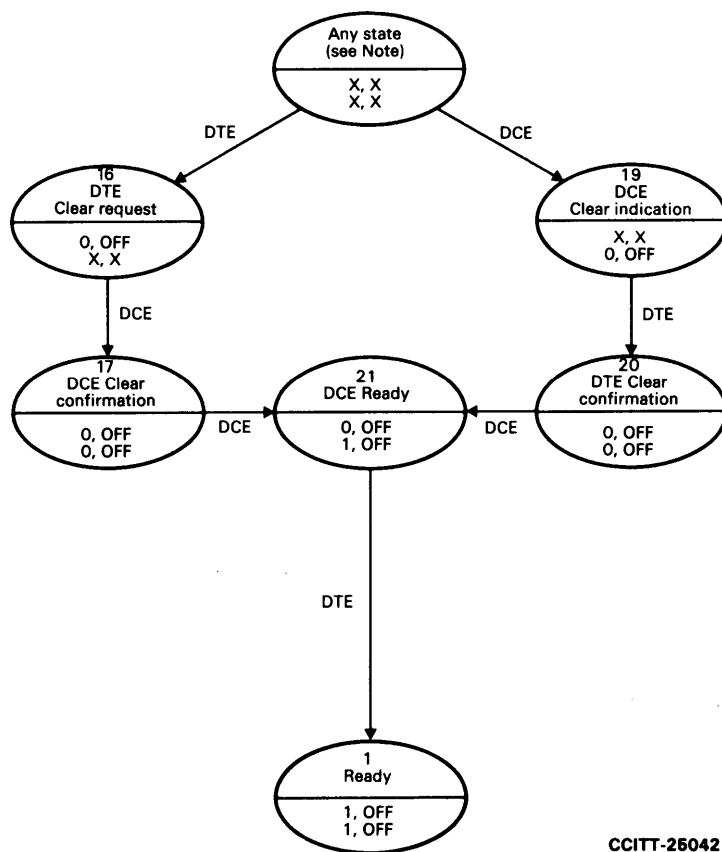 Any state
(see Note)
X, X
X, X
DTE
DCE
16
DTE
Clear request
0, OFF
X, X
19
DCE
Clear indication
X, X
0, OFF
DCE
DTE
17
DCE Clear
confirmation
0, OFF
0, OFF
DCE
21
DCE Ready
0, OFF
1, OFF
DCE
20
DTE Clear
confirmation
0, OFF
0, OFF
DTE
1
Ready
1, OFF
1, OFF
CCITT-25042